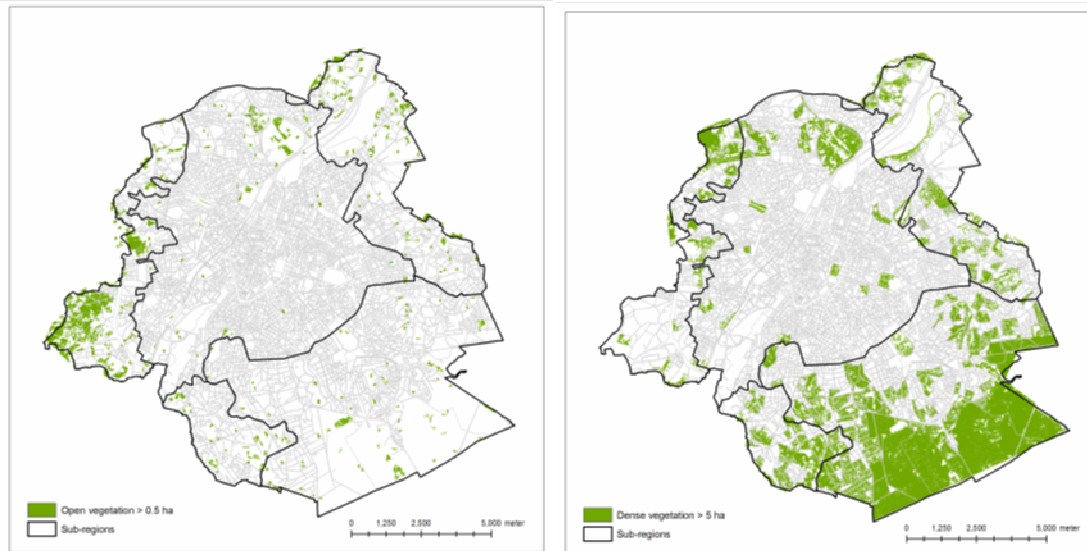 Open vegetation > 0.5 ha
Sub-regions
0 1,250 2,500 5,000 meter
Dense vegetation > 5 ha
Sub-regions
0 1,250 2,500 5,000 meter